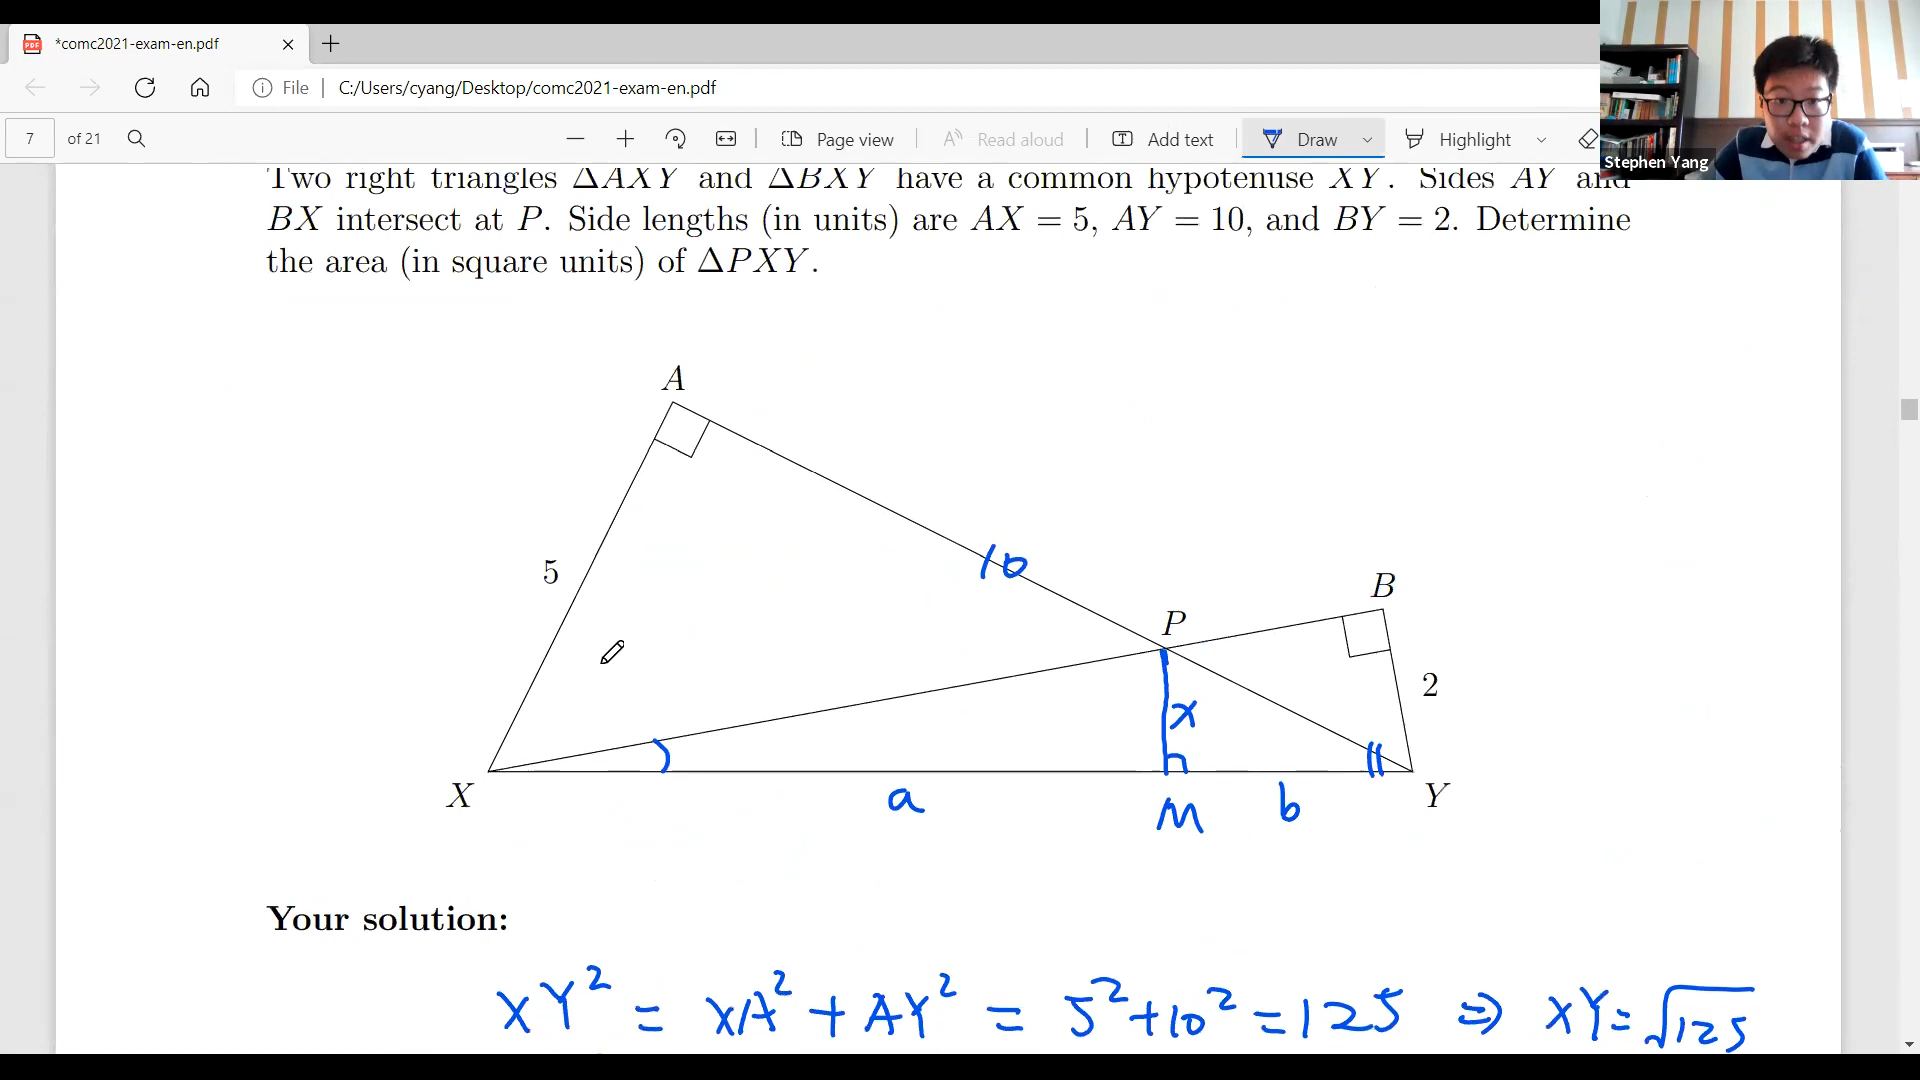 *comc2021-exam-en.pdf
File | C:/Users/cyang/Desktop/comc2021-exam-en.pdf
7 of 21 Page view Read aloud Add text Draw Highlight
Stephen Yang
Two right triangles ΔAXY and ΔBXY have a common hypotenuse XY. Sides AY and
BX intersect at P. Side lengths (in units) are AX = 5, AY = 10, and BY = 2. Determine
the area (in square units) of ΔPXY.
A
10
5
B
P
2
x
X
Y
a
M
b
Your solution:
XY² = XA² + AY² = 5² + 10² = 125 ⇒ XY = √125